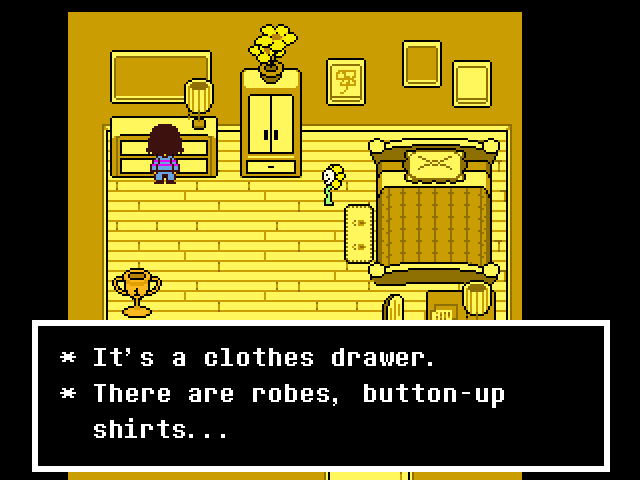 * It's a clothes drawer.
* There are robes, button-up
shirts...